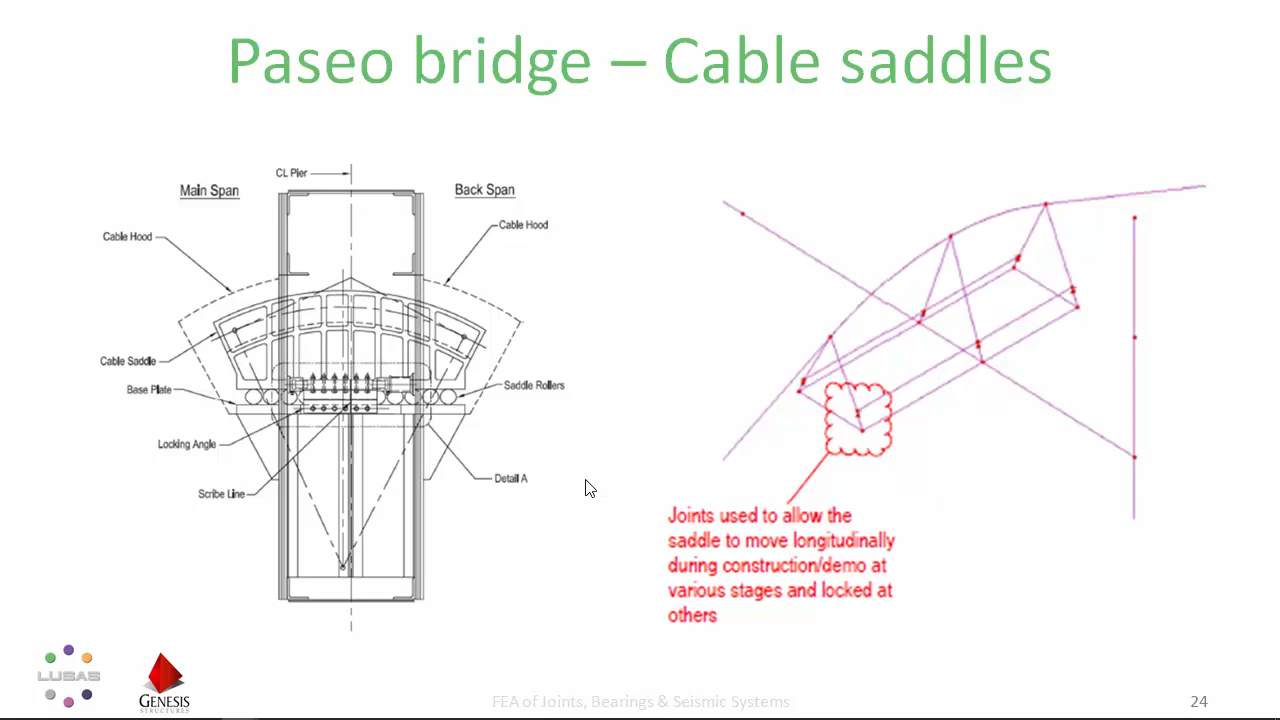 Paseo bridge – Cable saddles
CL Pier
Main Span
Back Span
Cable Hood
Cable Hood
Cable Saddle
Base Plate
Saddle Rollers
Locking Angle
Detail A
Scribe Line
Joints used to allow the
saddle to move longitudinally
during construction/demo at
various stages and locked at
others
LUSAS
GENESIS
STRUCTURES
FEA of Joints, Bearings & Seismic Systems
24